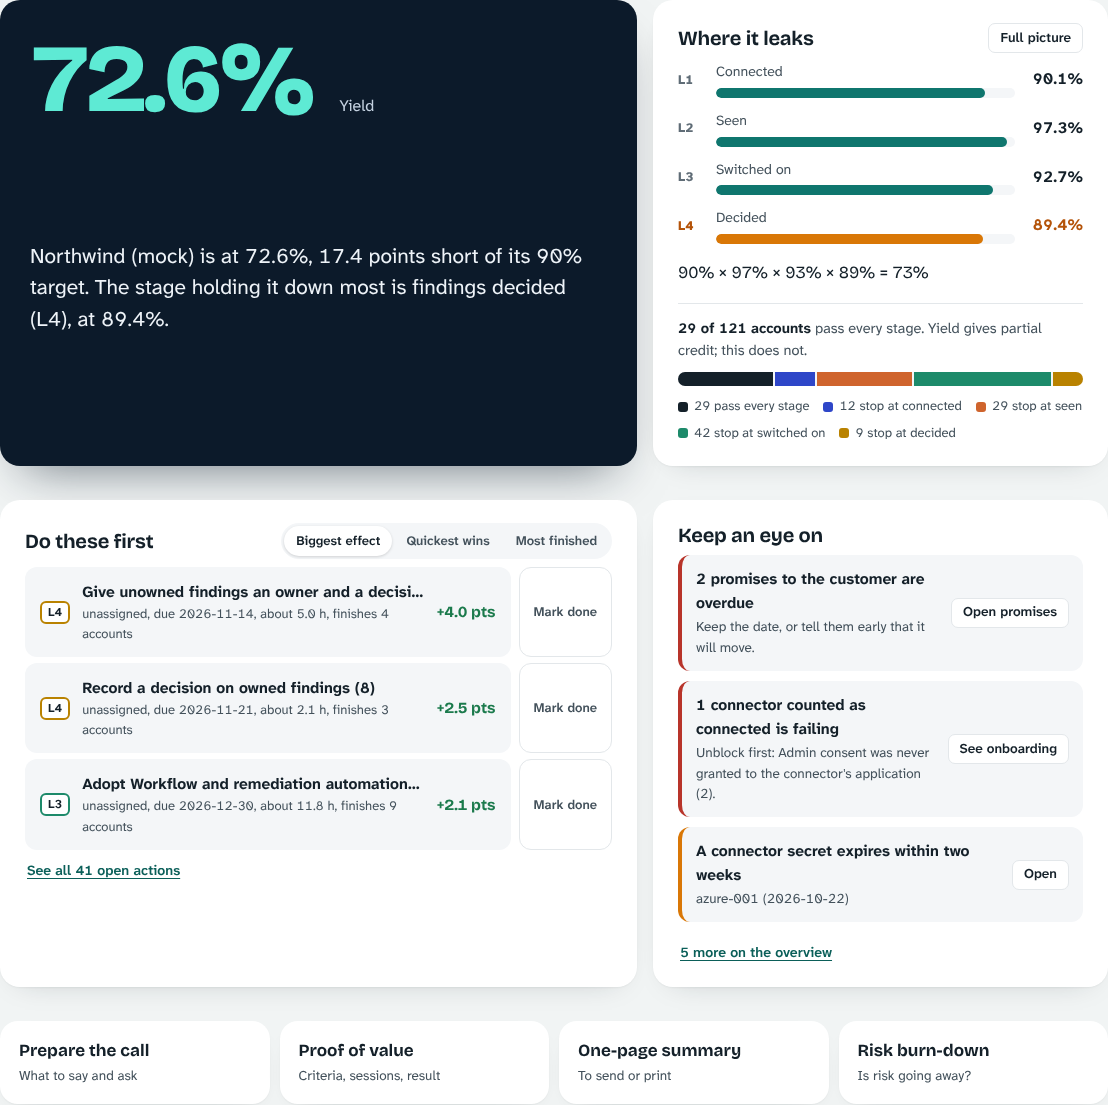 72.6%
Yield
Northwind (mock) is at 72.6%, 17.4 points short of its 90%
target. The stage holding it down most is findings decided
(L4), at 89.4%.
Where it leaks
Full picture
L1 Connected 90.1%
L2 Seen 97.3%
L3 Switched on 92.7%
L4 Decided 89.4%
90% × 97% × 93% × 89% = 73%
29 of 121 accounts pass every stage. Yield gives partial
credit; this does not.
29 pass every stage 12 stop at connected 29 stop at seen
42 stop at switched on 9 stop at decided
Do these first
Biggest effect Quickest wins Most finished
L4
Give unowned findings an owner and a decisi...
unassigned, due 2026-11-14, about 5.0 h, finishes 4
accounts
+4.0 pts
Mark done
L4
Record a decision on owned findings (8)
unassigned, due 2026-11-21, about 2.1 h, finishes 3
accounts
+2.5 pts
Mark done
L3
Adopt Workflow and remediation automation...
unassigned, due 2026-12-30, about 11.8 h, finishes 9
accounts
+2.1 pts
Mark done
See all 41 open actions
Keep an eye on
2 promises to the customer are
overdue
Keep the date, or tell them early that it
will move.
Open promises
1 connector counted as
connected is failing
Unblock first: Admin consent was never
granted to the connector's application
(2).
See onboarding
A connector secret expires within two
weeks
azure-001 (2026-10-22)
Open
5 more on the overview
Prepare the call
What to say and ask
Proof of value
Criteria, sessions, result
One-page summary
To send or print
Risk burn-down
Is risk going away?